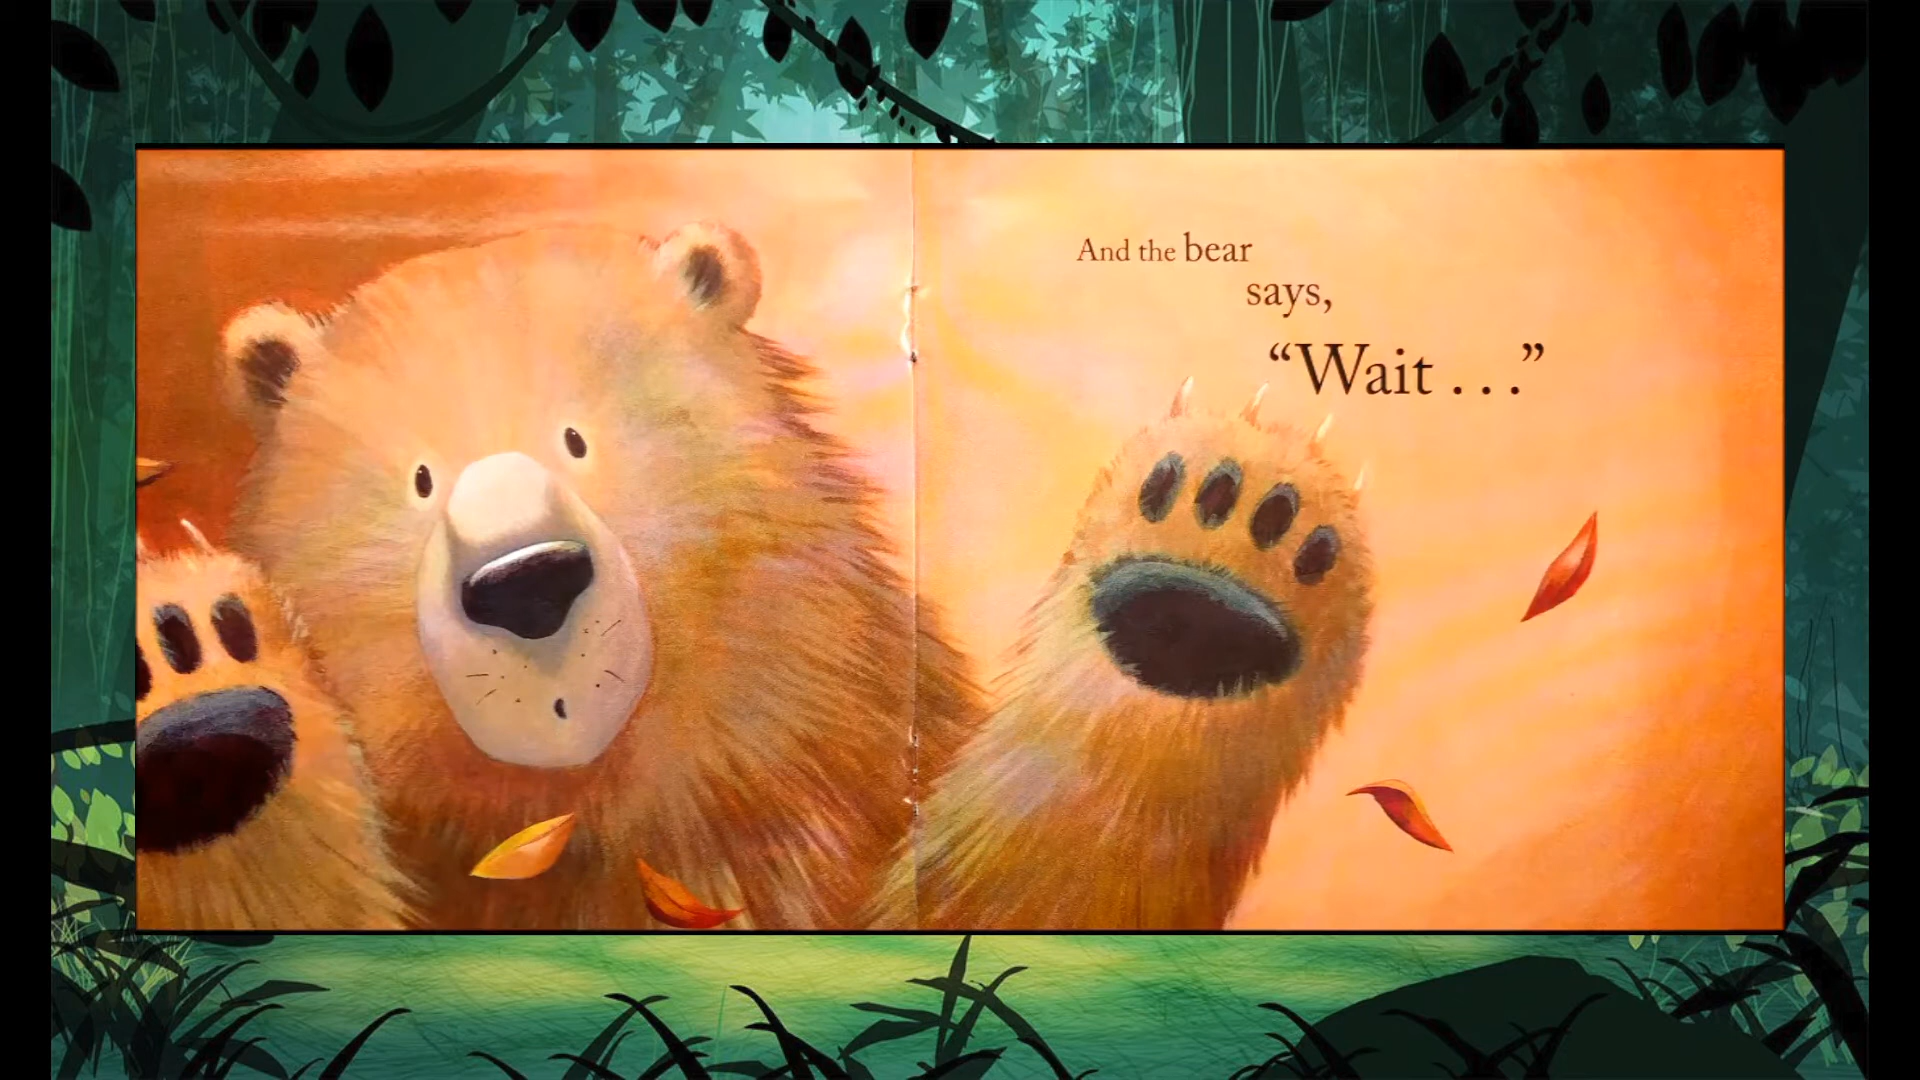 And the bear
says,
“Wait . . .”